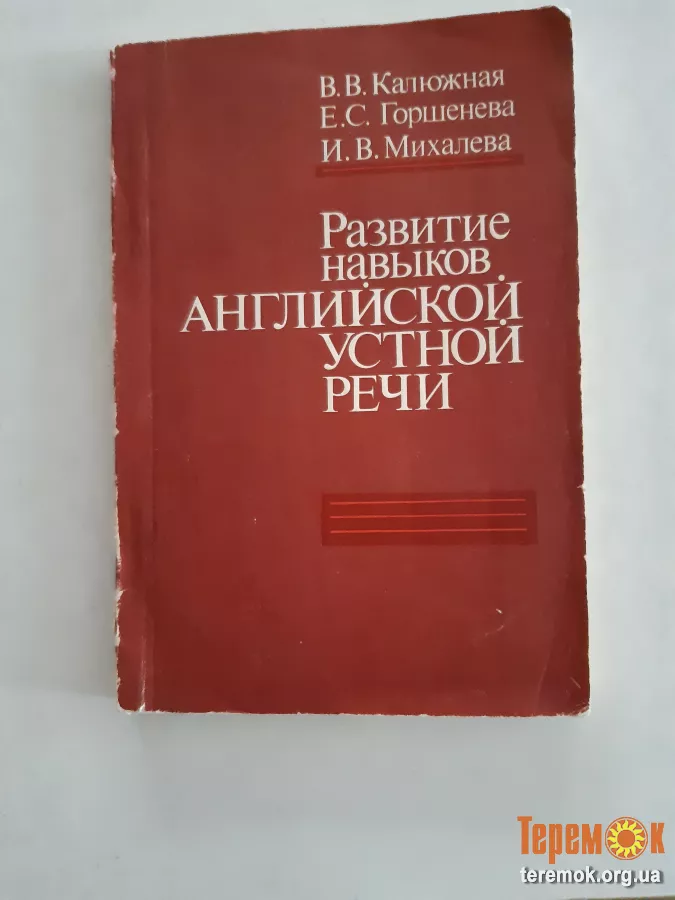 В. В. Калюжная
Е. С. Горшенева
И. В. Михалева
Развитие
навыков
АНГЛИЙСКОЙ
УСТНОЙ
РЕЧИ
Теремок
teremok.org.ua